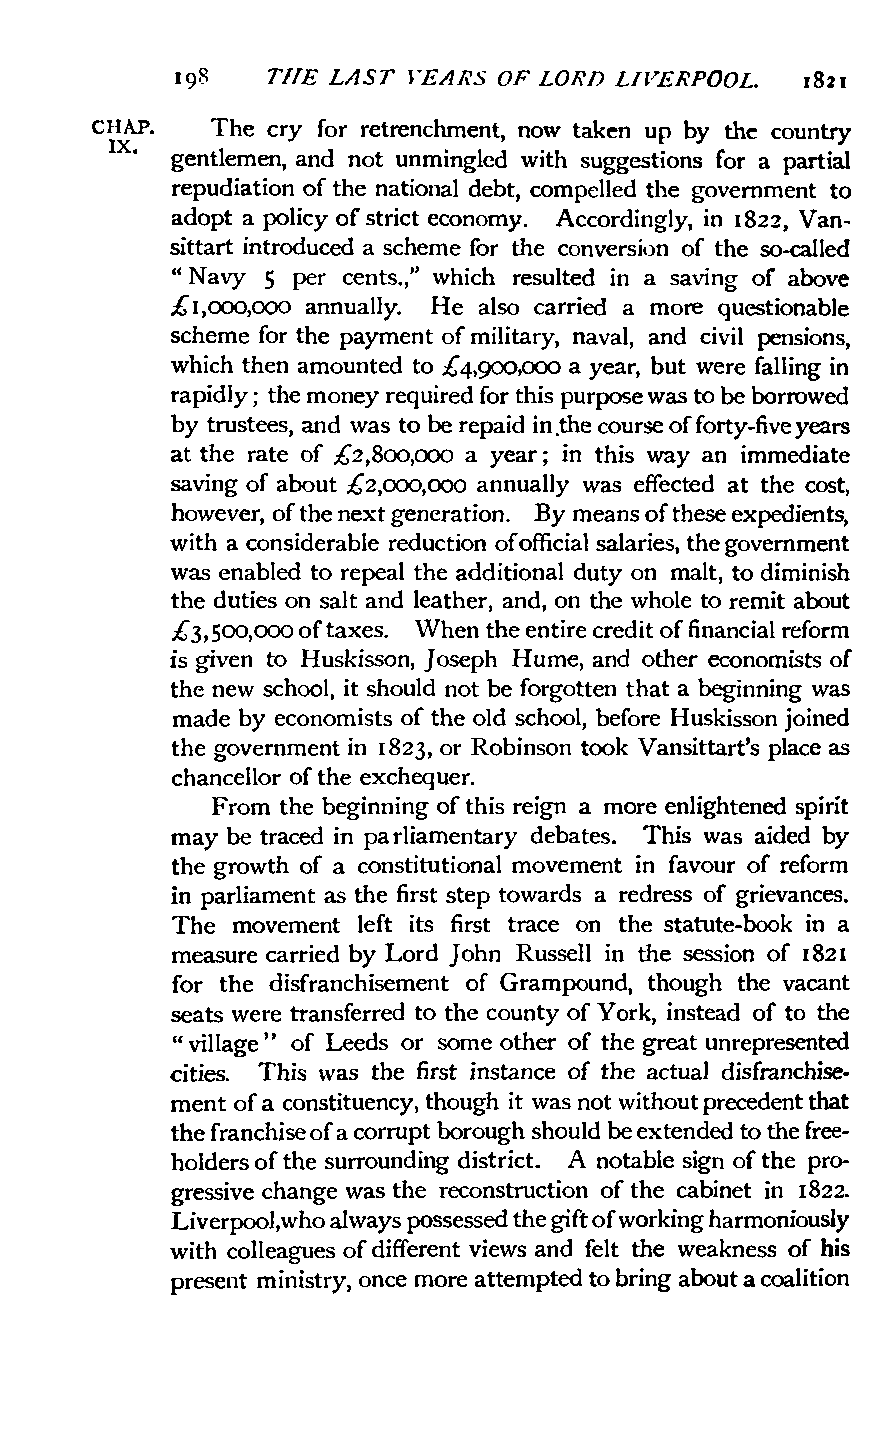 198 THE LAST YEARS OF LORD LIVERPOOL. 1821
CHAP.
IX.
The cry for retrenchment, now taken up by the country
gentlemen, and not unmingled with suggestions for a partial
repudiation of the national debt, compelled the government to
adopt a policy of strict economy. Accordingly, in 1822, Van-
sittart introduced a scheme for the conversion of the so-called
"Navy 5 per cents.," which resulted in a saving of above
£1,000,000 annually. He also carried a more questionable
scheme for the payment of military, naval, and civil pensions,
which then amounted to £4,900,000 a year, but were falling in
rapidly; the money required for this purpose was to be borrowed
by trustees, and was to be repaid in the course of forty-five years
at the rate of £2,800,000 a year; in this way an immediate
saving of about £2,000,000 annually was effected at the cost,
however, of the next generation. By means of these expedients,
with a considerable reduction of official salaries, the government
was enabled to repeal the additional duty on malt, to diminish
the duties on salt and leather, and, on the whole to remit about
£3,500,000 of taxes. When the entire credit of financial reform
is given to Huskisson, Joseph Hume, and other economists of
the new school, it should not be forgotten that a beginning was
made by economists of the old school, before Huskisson joined
the government in 1823, or Robinson took Vansittart's place as
chancellor of the exchequer.
From the beginning of this reign a more enlightened spirit
may be traced in parliamentary debates. This was aided by
the growth of a constitutional movement in favour of reform
in parliament as the first step towards a redress of grievances.
The movement left its first trace on the statute-book in a
measure carried by Lord John Russell in the session of 1821
for the disfranchisement of Grampound, though the vacant
seats were transferred to the county of York, instead of to the
"village" of Leeds or some other of the great unrepresented
cities. This was the first instance of the actual disfranchise-
ment of a constituency, though it was not without precedent that
the franchise of a corrupt borough should be extended to the free-
holders of the surrounding district. A notable sign of the pro-
gressive change was the reconstruction of the cabinet in 1822.
Liverpool, who always possessed the gift of working harmoniously
with colleagues of different views and felt the weakness of his
present ministry, once more attempted to bring about a coalition